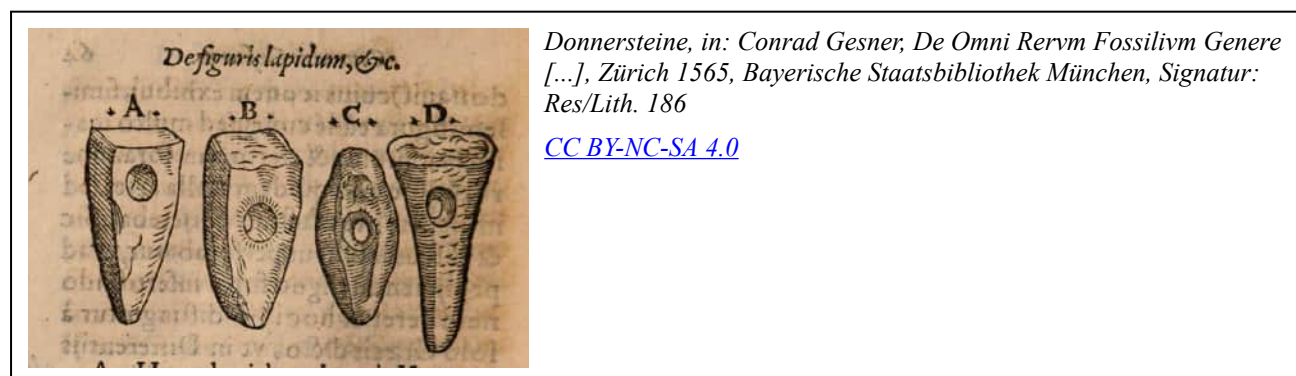 De figuris lapidum, &c.
A B C D
Donnersteine, in: Conrad Gesner, De Omni Rervm Fossilivm Genere
[...], Zürich 1565, Bayerische Staatsbibliothek München, Signatur:
Res/Lith. 186
CC BY-NC-SA 4.0